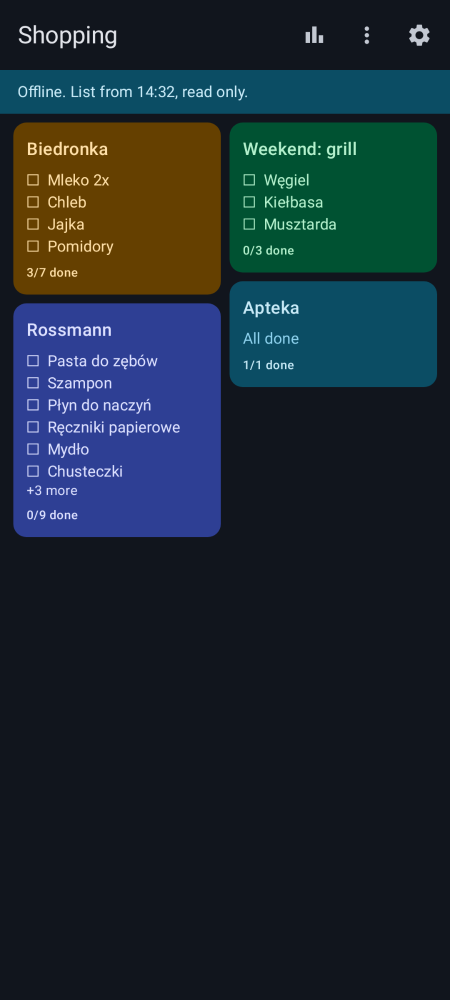 Shopping
Offline. List from 14:32, read only.
Biedronka
Mleko 2x
Chleb
Jajka
Pomidory
3/7 done
Rossmann
Pasta do zębów
Szampon
Płyn do naczyń
Ręczniki papierowe
Mydło
Chusteczki
+3 more
0/9 done
Weekend: grill
Węgiel
Kiełbasa
Musztarda
0/3 done
Apteka
All done
1/1 done